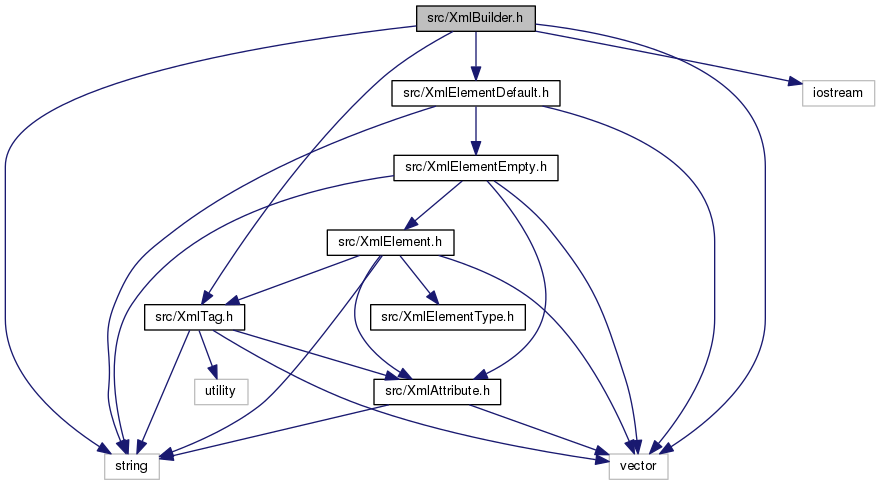 src/XmlBuilder.h
src/XmlElementDefault.h
iostream
src/XmlElementEmpty.h
src/XmlElement.h
src/XmlTag.h
src/XmlElementType.h
utility
src/XmlAttribute.h
string
vector